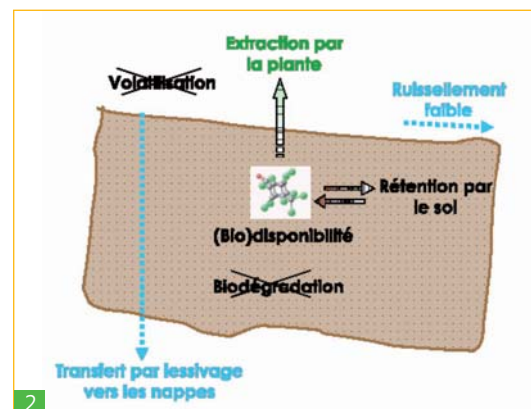 Extraction par
la plante
Volatilisation
Ruissellement
faible
Rétention par
le sol
(Bio)disponibilité
Biodégradation
Transfert par lessivage
vers les nappes
2